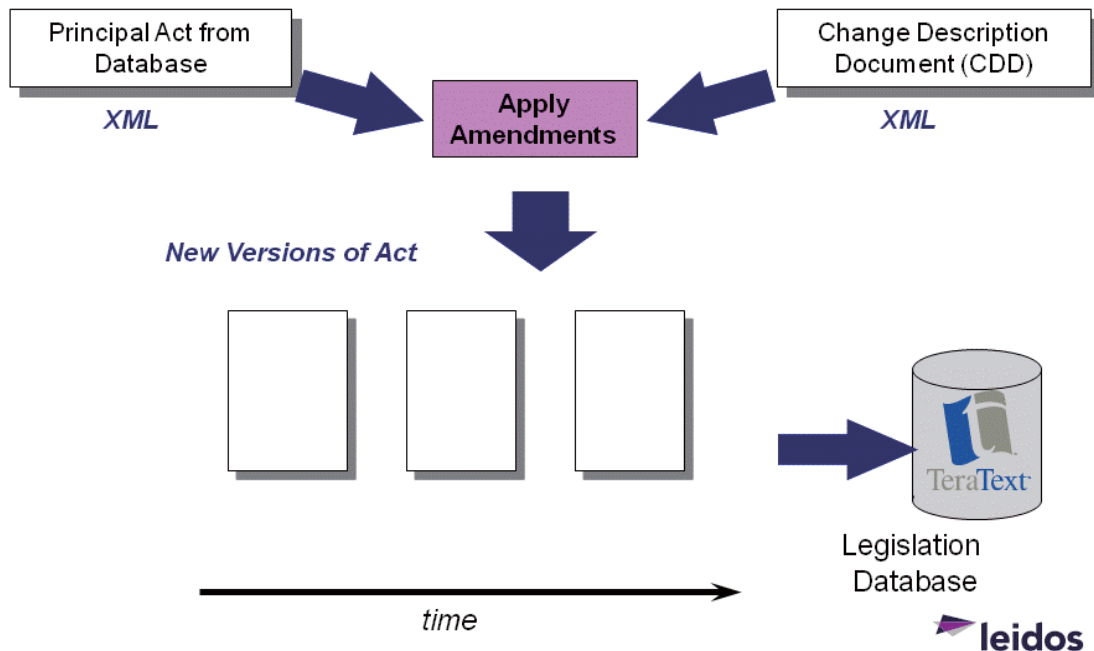 Principal Act from
Database
Change Description
Document (CDD)
XML
Apply
Amendments
XML
New Versions of Act
TeraText
Legislation
Database
time
leidos